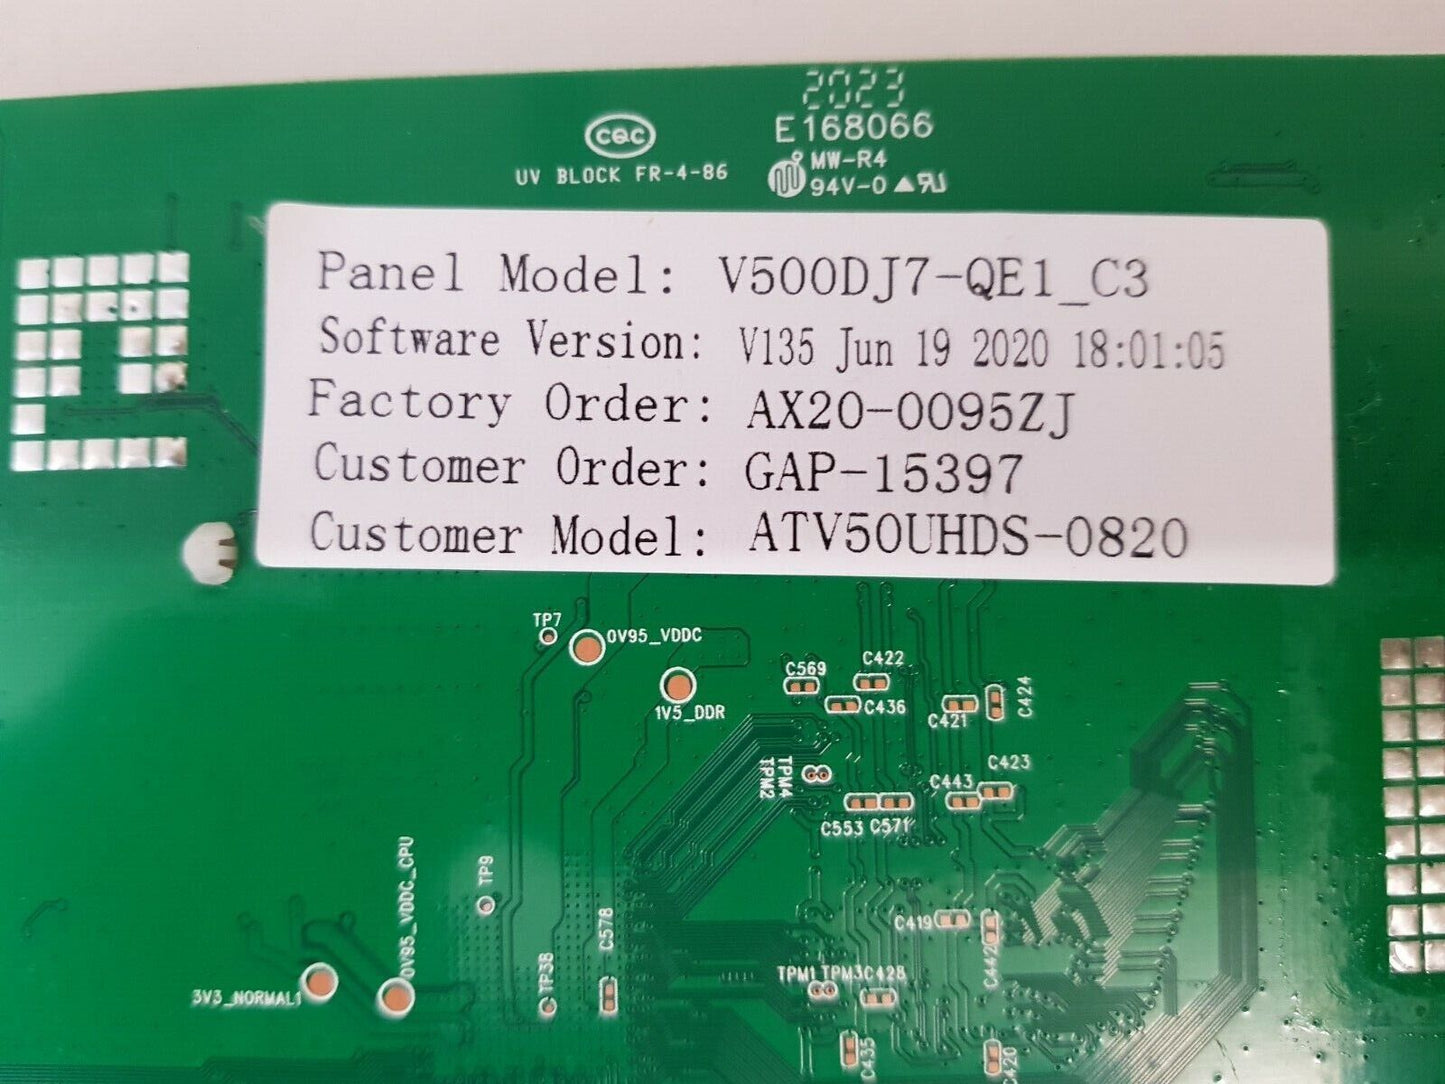 2023
E168066
CQC
MW-R4
UV BLOCK FR-4-86
94V-0
Panel Model: V500DJ7-QE1_C3
Software Version: V135 Jun 19 2020 18:01:05
Factory Order: AX20-0095ZJ
Customer Order: GAP-15397
Customer Model: ATV50UHDS-0820
TP7
0V95_VDDC
1V5_DDR
C569
C422
C436
C421
C424
TPM4
TPM2
C443
C423
C553
C571
TP9
0V95_VDDC_CPU
C578
C419
C442
3V3_NORMAL1
TP38
TPM1
TPM3
C428
C435
C420